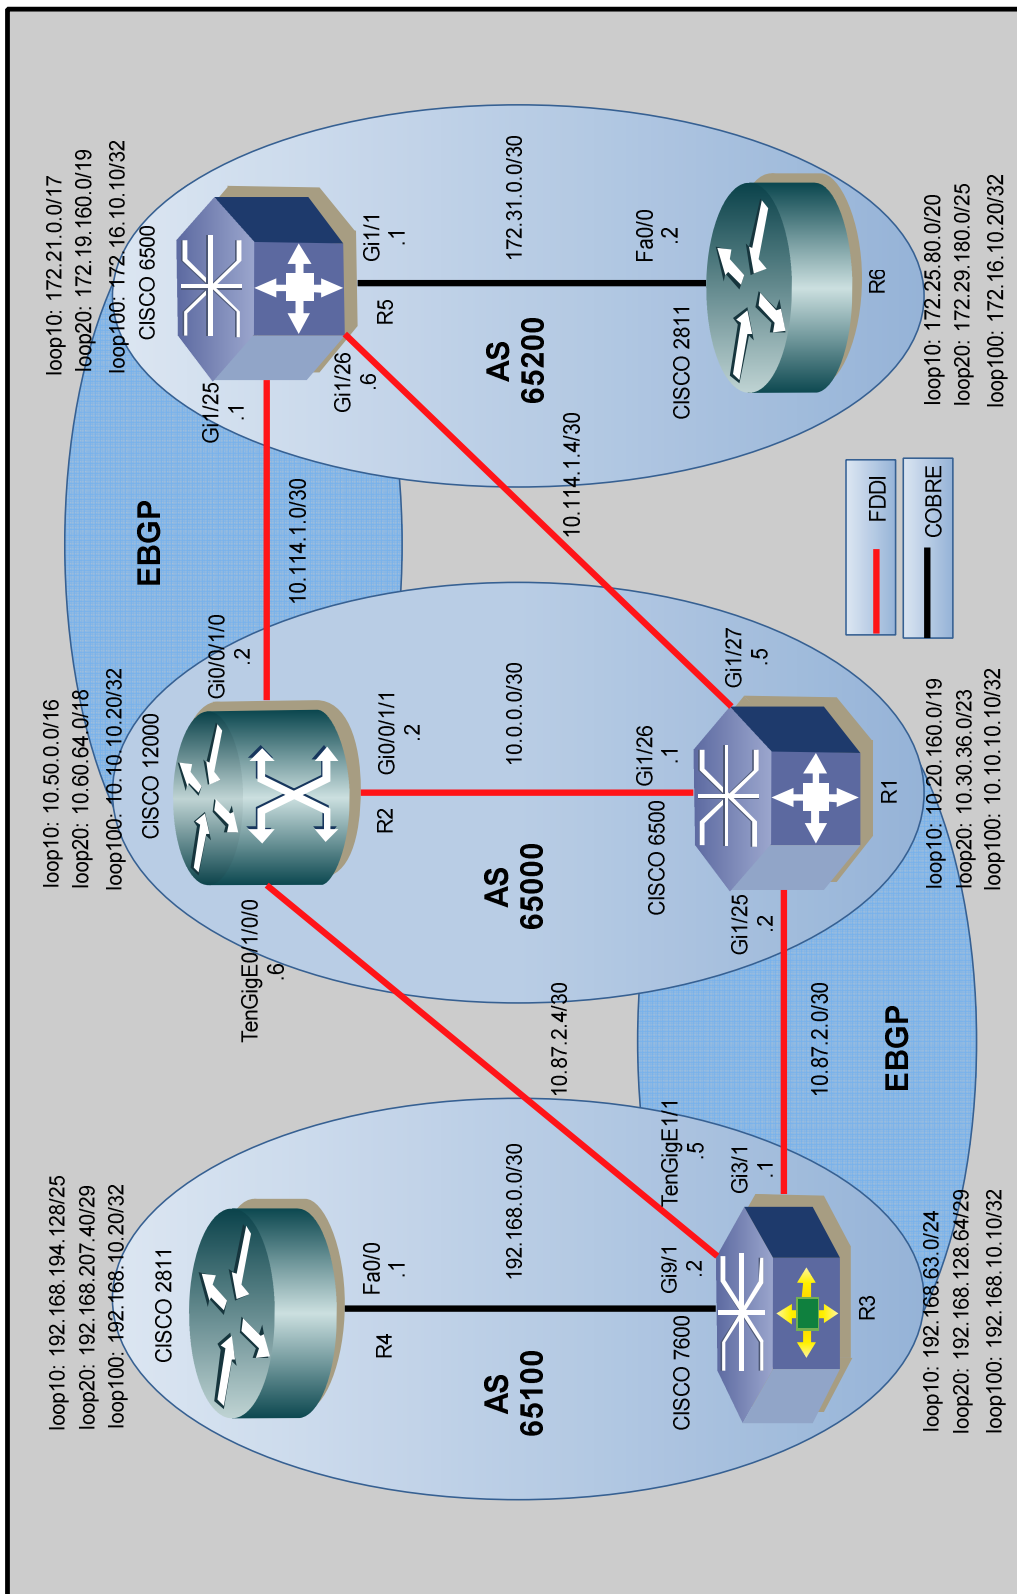 loop10: 192.168.194.128/25
loop20: 192.168.207.40/29
loop100: 192.168.10.20/32
CISCO 2811
R4
Fa0/0
.1
192.168.0.0/30
AS
65100
Gi9/1
.2
CISCO 7600
R3
TenGigE1/1
.5
Gi3/1
.1
loop10: 192.168.63.0/24
loop20: 192.168.128.64/29
loop100: 192.168.10.10/32
loop10: 10.50.0.0/16
loop20: 10.60.64.0/18
loop100: 10.10.10.20/32
CISCO 12000
TenGigE0/1/0/0
.6
R2
Gi0/0/1/0
.2
Gi0/0/1/1
.2
10.87.2.4/30
10.0.0.0/30
AS
65000
Gi1/26
.1
CISCO 6500
Gi1/25
.2
Gi1/27
.5
R1
10.87.2.0/30
EBGP
loop10: 10.20.160.0/19
loop20: 10.30.36.0/23
loop100: 10.10.10.10/32
EBGP
10.114.1.0/30
10.114.1.4/30
loop10: 172.21.0.0/17
loop20: 172.19.160.0/19
loop100: 172.16.10.10/32
CISCO 6500
Gi1/25
.1
Gi1/26
.6
R5
Gi1/1
.1
172.31.0.0/30
AS
65200
Fa0/0
.2
CISCO 2811
R6
loop10: 172.25.80.0/20
loop20: 172.29.180.0/25
loop100: 172.16.10.20/32
FDDI
COBRE